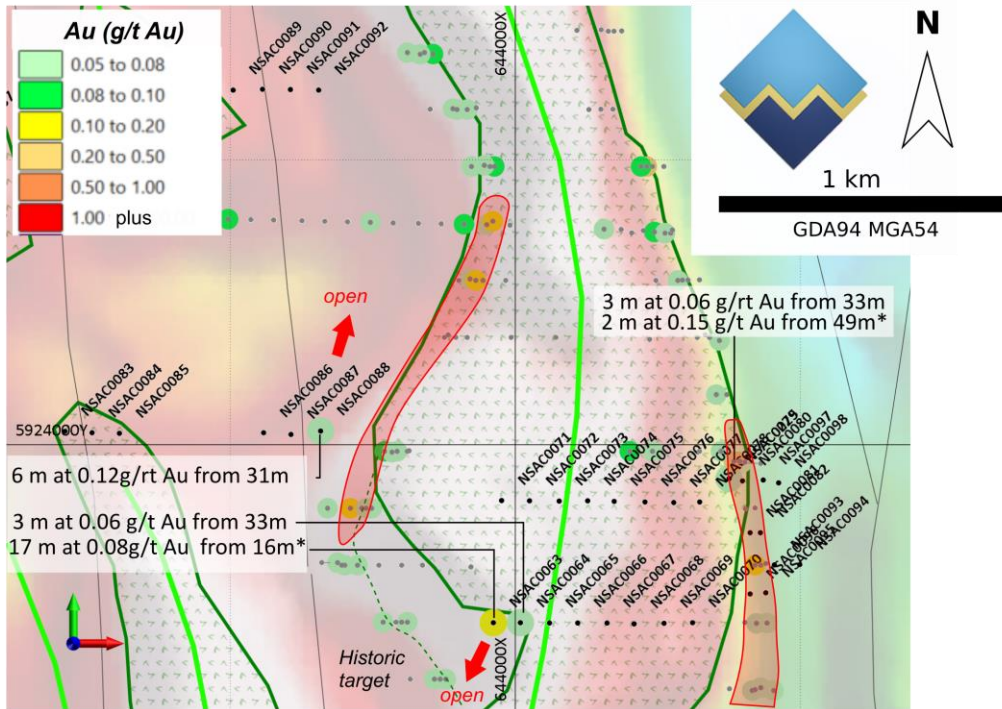 Au (g/t Au)
0.05 to 0.08
0.08 to 0.10
0.10 to 0.20
0.20 to 0.50
0.50 to 1.00
1.00 plus
NSAC0089
NSAC0090
NSAC0091
NSAC0092
644000X
N
1 km
GDA94 MGA54
open
3 m at 0.06 g/rt Au from 33m
2 m at 0.15 g/t Au from 49m*
NSAC0083
NSAC0084
NSAC0085
NSAC0086
NSAC0087
NSAC0088
5924000Y
NSAC0071
NSAC0072
NSAC0073
NSAC0074
NSAC0075
NSAC0076
NSAC0077
NSAC0078
NSAC0079
NSAC0080
NSAC0097
NSAC0098
NSAC0081
NSAC0082
NSAC0093
NSAC0094
6 m at 0.12g/rt Au from 31m
3 m at 0.06 g/t Au from 33m
17 m at 0.08g/t Au from 16m*
NSAC0063
NSAC0064
NSAC0065
NSAC0066
NSAC0067
NSAC0068
NSAC0069
NSAC0070
Historic
target
open
644000X